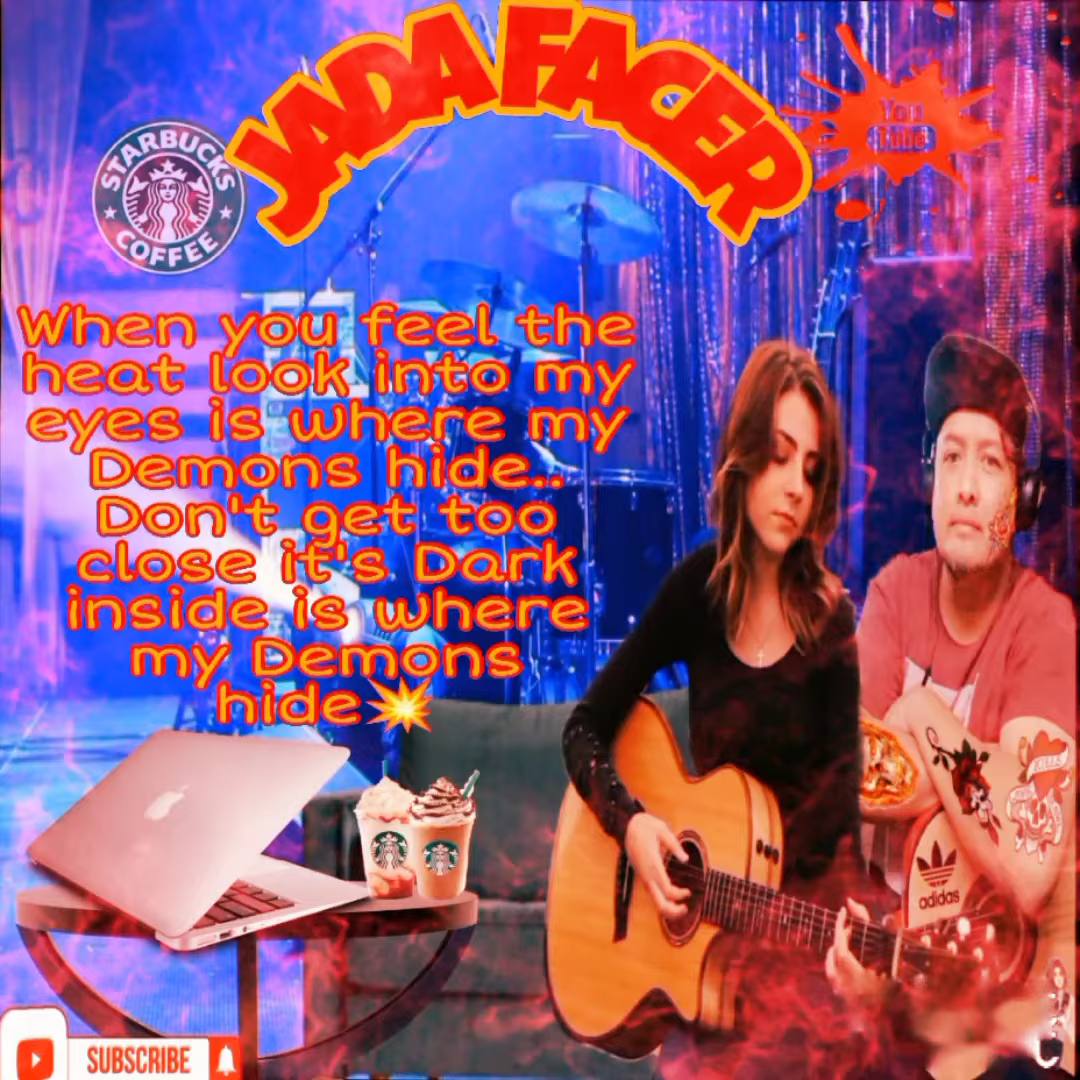 JADA FACER
You
Tube
STARBUCKS
COFFEE
When you feel the
heat look into my
eyes is where my
Demons hide..
Don't get too
close it's Dark
inside is where
my Demons
hide
adidas
SUBSCRIBE